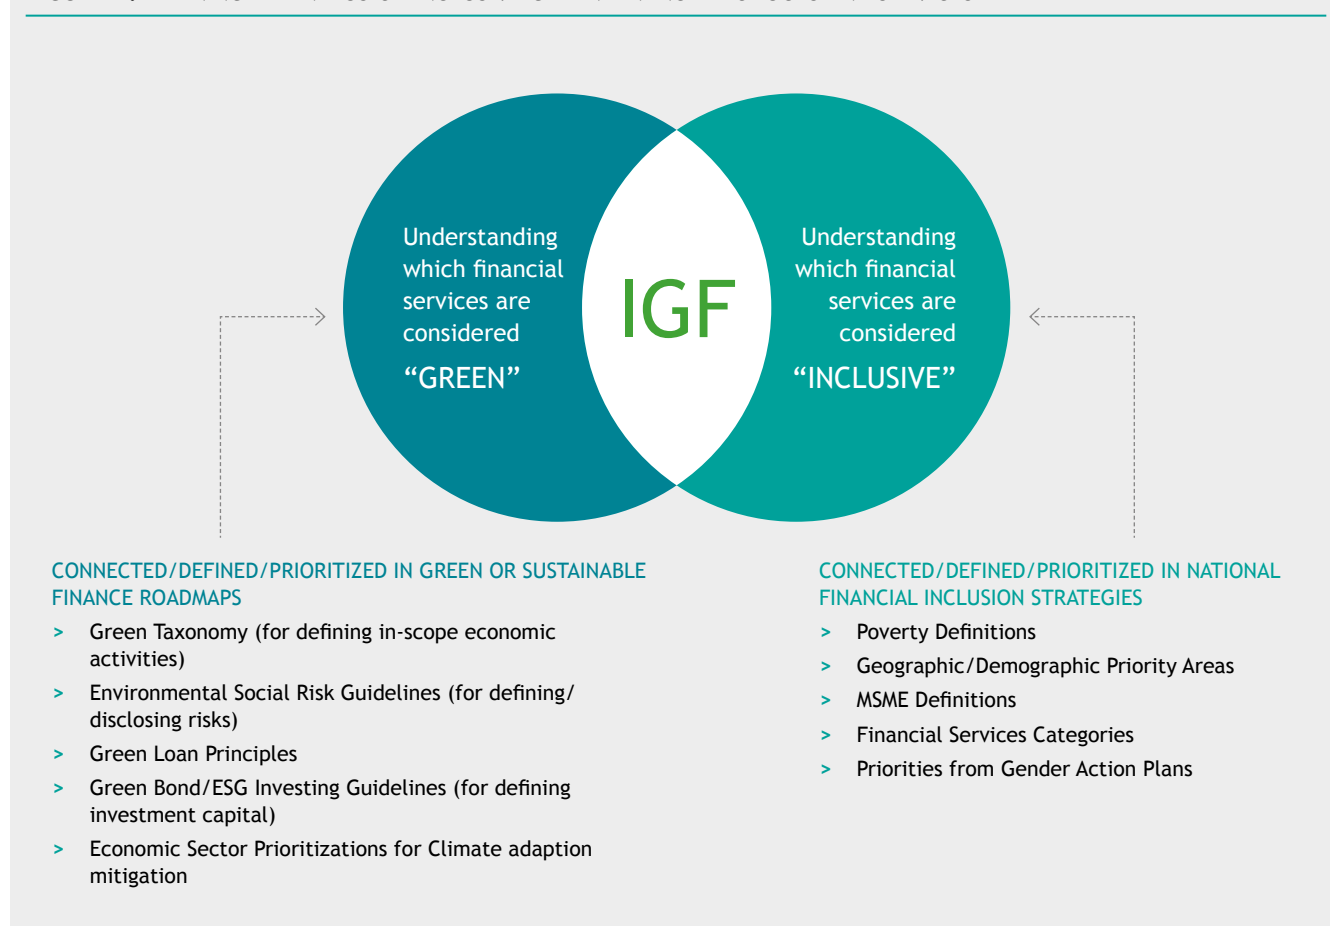 Understanding
which financial
services are
considered
“GREEN”
IGF
Understanding
which financial
services are
considered
“INCLUSIVE”
CONNECTED/DEFINED/PRIORITIZED IN GREEN OR SUSTAINABLE
FINANCE ROADMAPS
> Green Taxonomy (for defining in-scope economic
activities)
> Environmental Social Risk Guidelines (for defining/
disclosing risks)
> Green Loan Principles
> Green Bond/ESG Investing Guidelines (for defining
investment capital)
> Economic Sector Prioritizations for Climate adaption
mitigation
CONNECTED/DEFINED/PRIORITIZED IN NATIONAL
FINANCIAL INCLUSION STRATEGIES
> Poverty Definitions
> Geographic/Demographic Priority Areas
> MSME Definitions
> Financial Services Categories
> Priorities from Gender Action Plans